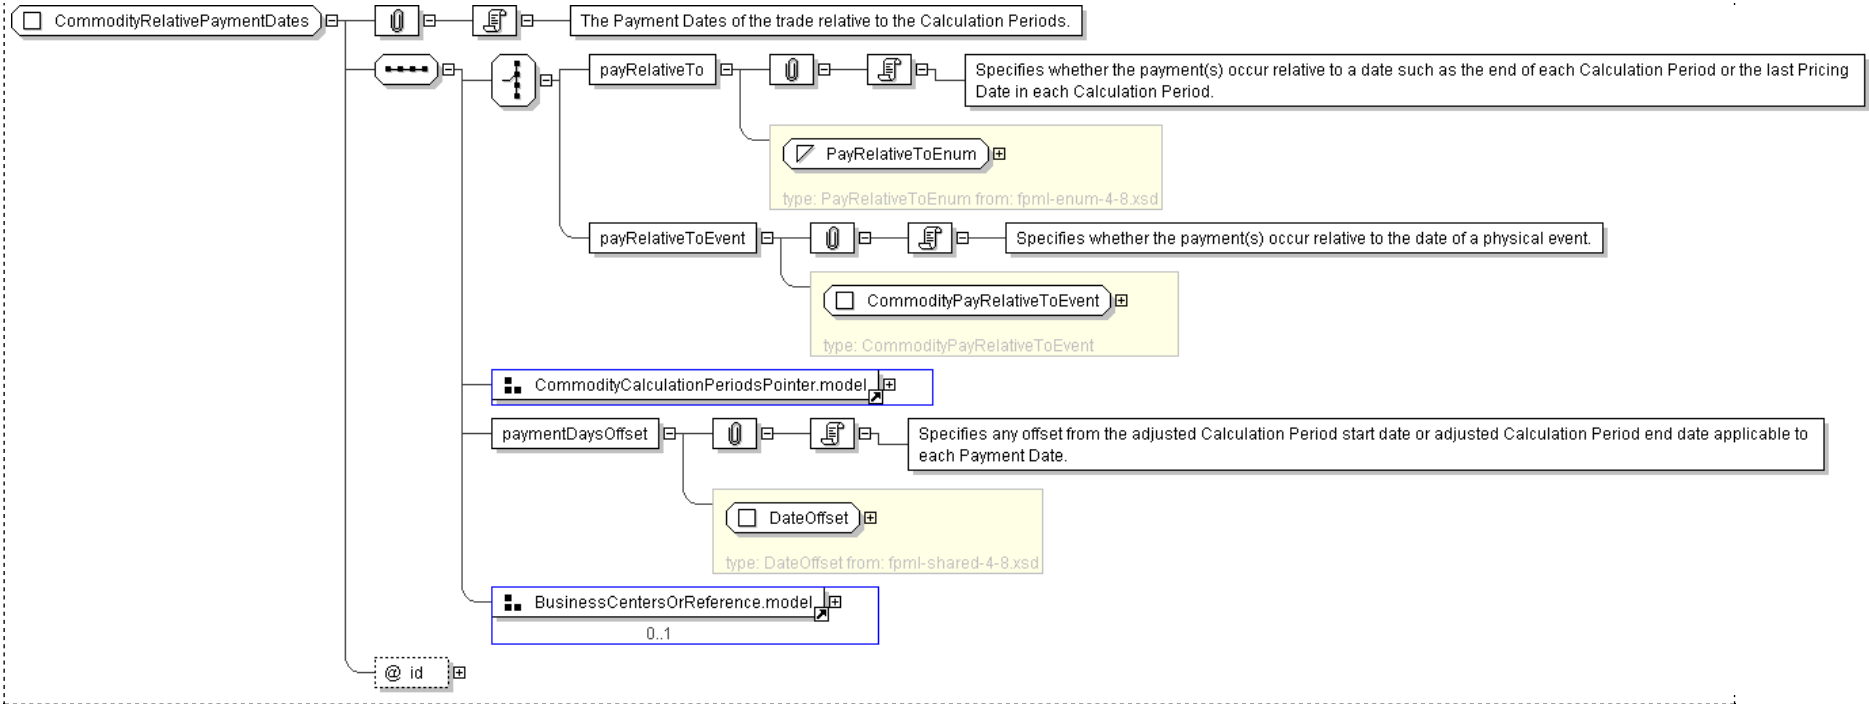 CommodityRelativePaymentDates
The Payment Dates of the trade relative to the Calculation Periods.
payRelativeTo
Specifies whether the payment(s) occur relative to a date such as the end of each Calculation Period or the last Pricing
Date in each Calculation Period.
PayRelativeToEnum
type: PayRelativeToEnum from: fpml-enum-4-8.xsd
payRelativeToEvent
Specifies whether the payment(s) occur relative to the date of a physical event.
CommodityPayRelativeToEvent
type: CommodityPayRelativeToEvent
CommodityCalculationPeriodsPointer.model
paymentDaysOffset
Specifies any offset from the adjusted Calculation Period start date or adjusted Calculation Period end date applicable to
each Payment Date.
DateOffset
type: DateOffset from: fpml-shared-4-8.xsd
BusinessCentersOrReference.model
0..1
@ id